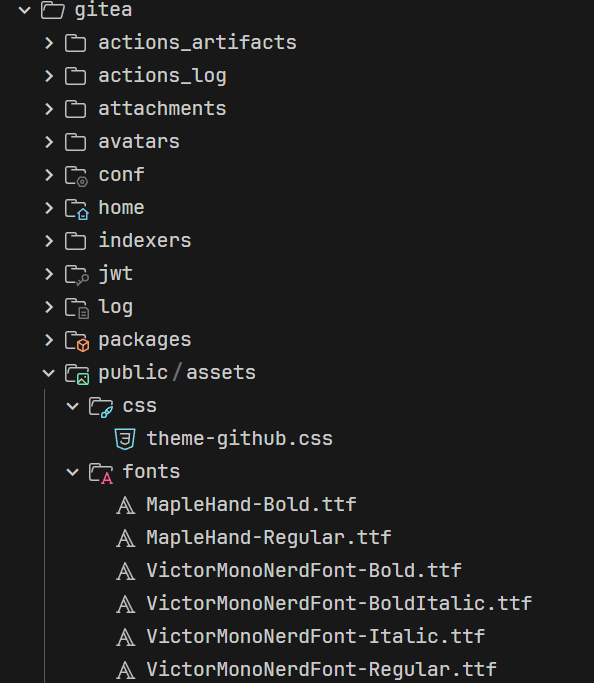 gitea
actions_artifacts
actions_log
attachments
avatars
conf
home
indexers
jwt
log
packages
public/assets
css
theme-github.css
fonts
MapleHand-Bold.ttf
MapleHand-Regular.ttf
VictorMonoNerdFont-Bold.ttf
VictorMonoNerdFont-BoldItalic.ttf
VictorMonoNerdFont-Italic.ttf
VictorMonoNerdFont-Regular.ttf